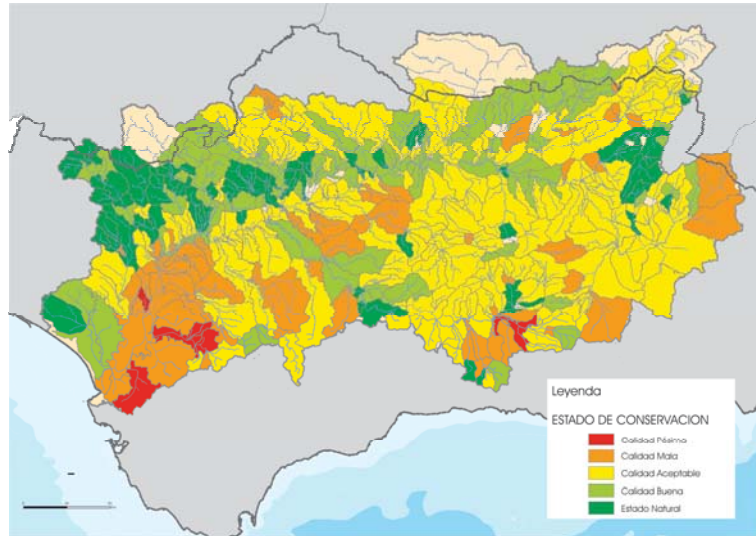 Leyenda
ESTADO DE CONSERVACION
Calidad Pésima
Calidad Mala
Calidad Aceptable
Calidad Buena
Estado Natural